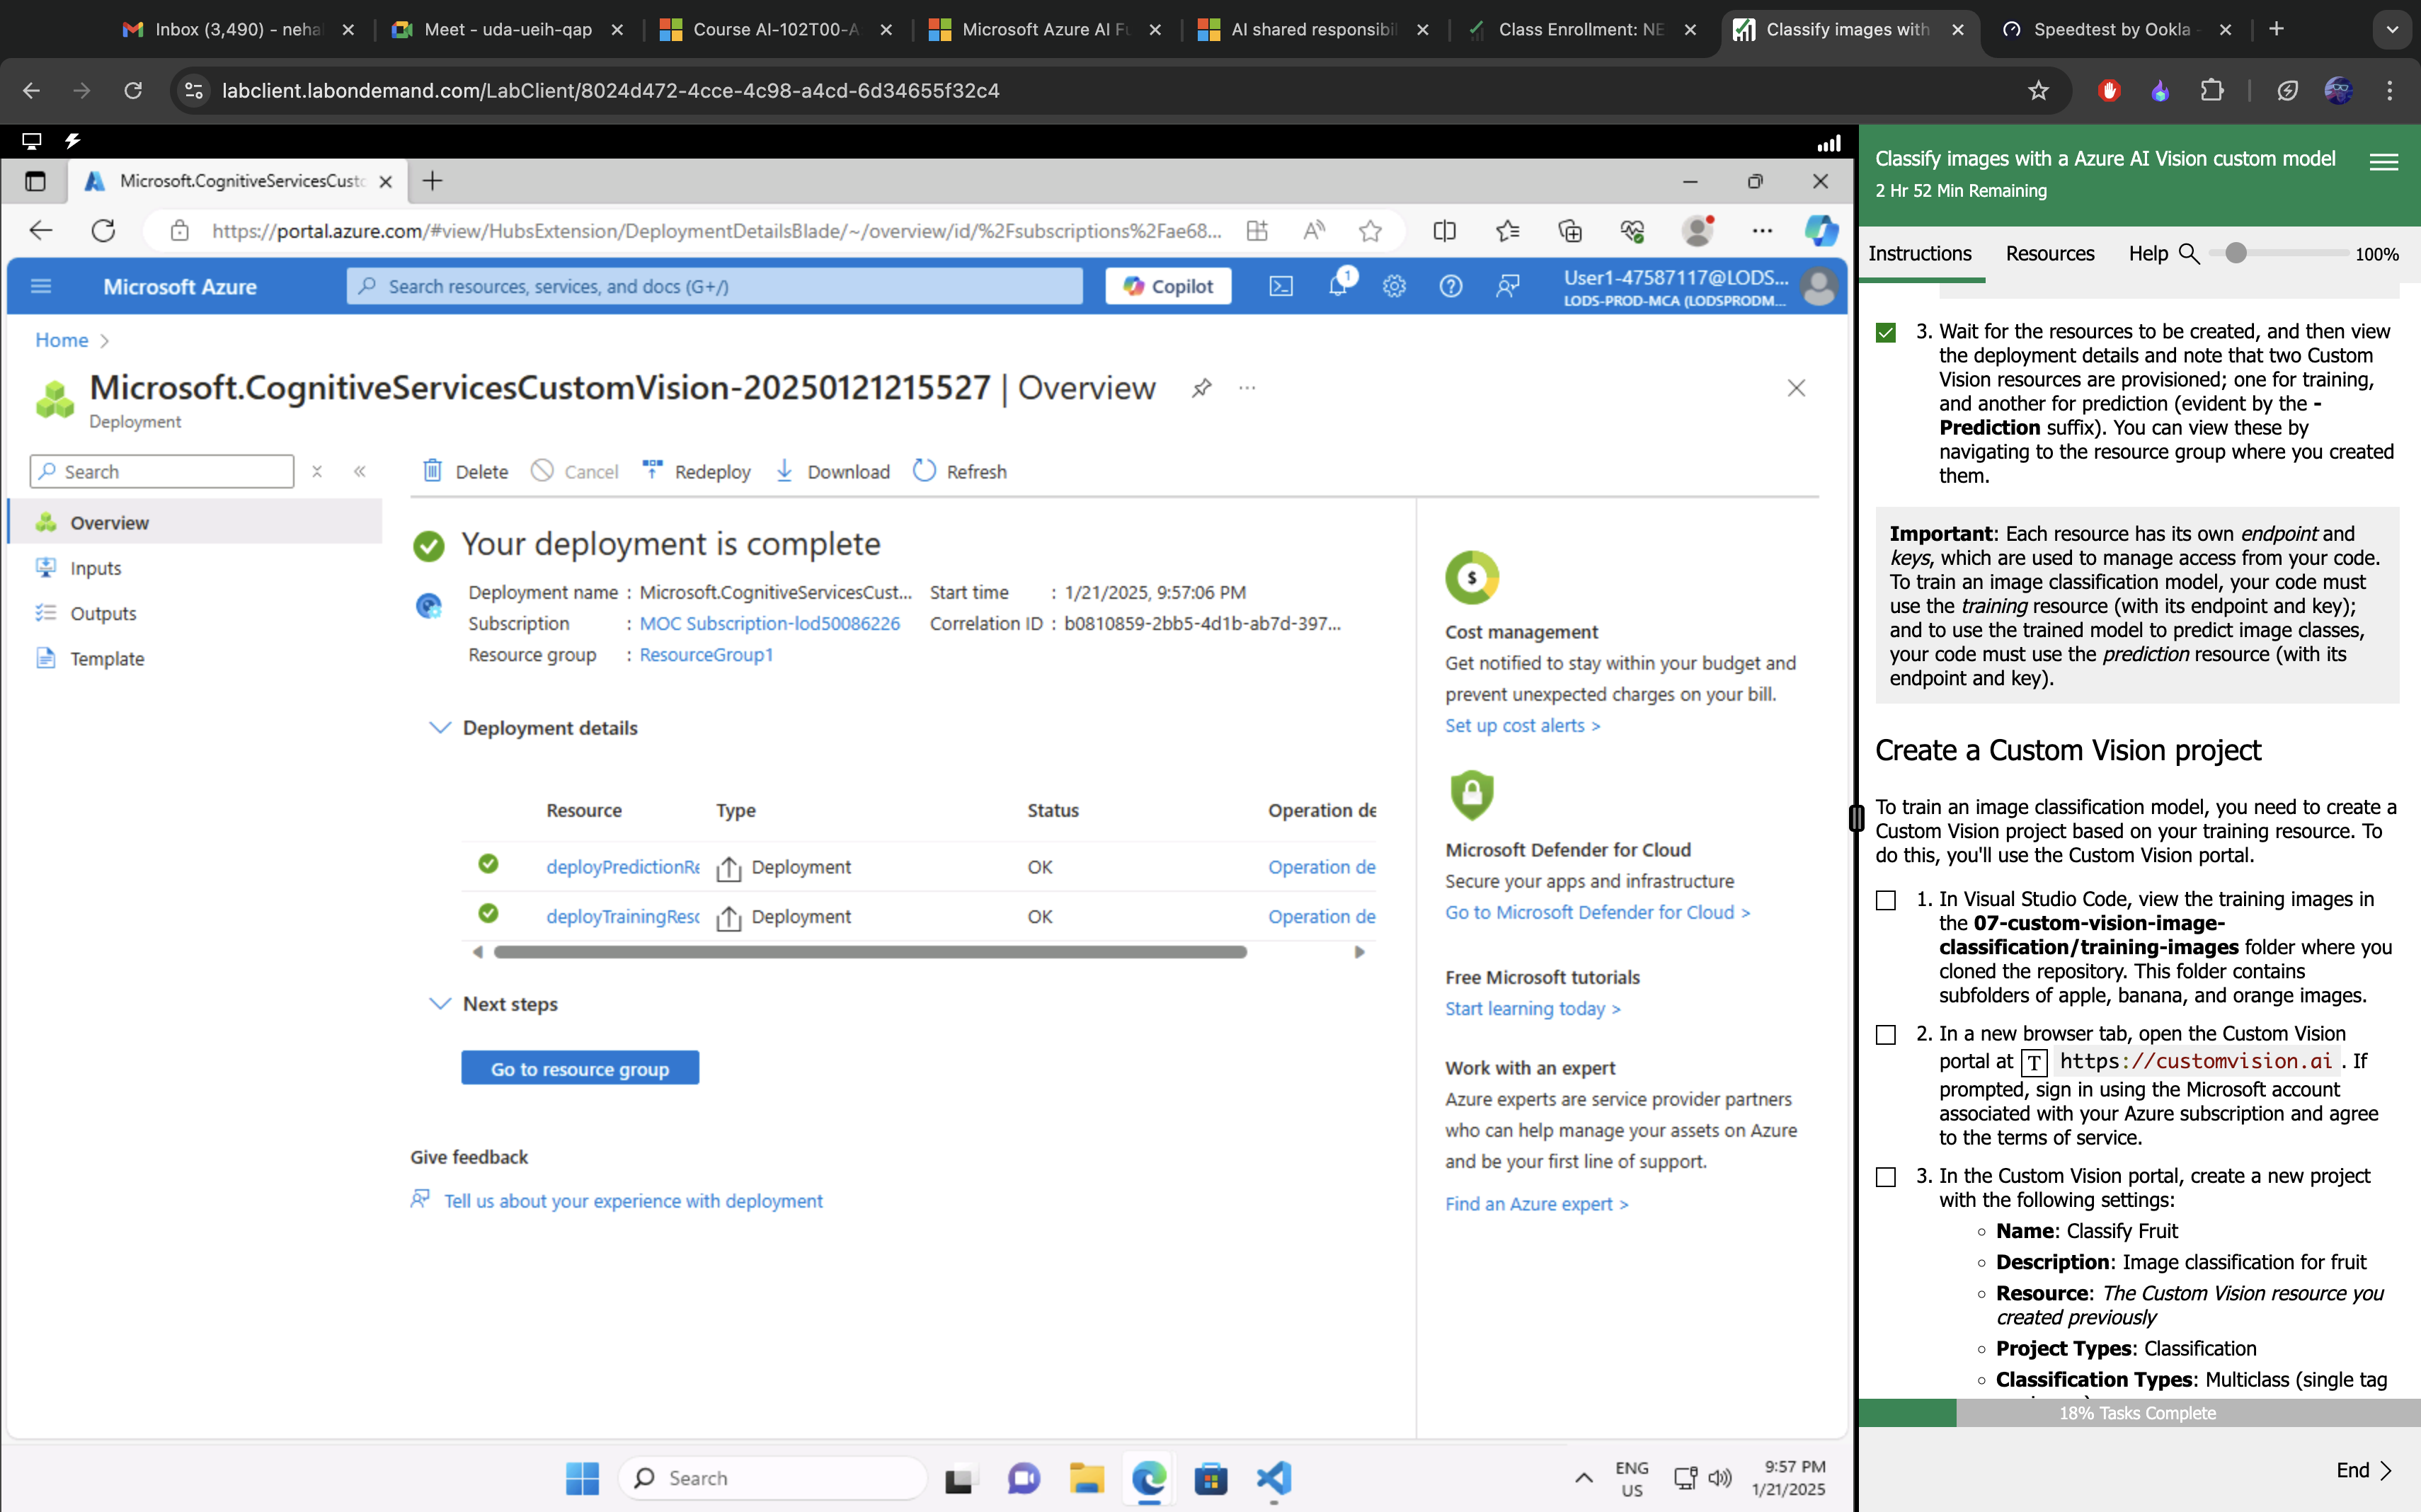 Inbox (3,490) - neha
Meet - uda-ueih-qap
Course AI-102T00-A
Microsoft Azure AI Fu
AI shared responsibil
Class Enrollment: NE
Classify images with
Speedtest by Ookla -
labclient.labondemand.com/LabClient/8024d472-4cce-4c98-a4cd-6d34655f32c4
Microsoft.CognitiveServicesCusto
https://portal.azure.com/#view/HubsExtension/DeploymentDetailsBlade/~/overview/id/%2Fsubscriptions%2Fae68...
Microsoft Azure
Search resources, services, and docs (G+/)
Copilot
1
User1-47587117@LODS...
LODS-PROD-MCA (LODSPRODM...
Home
Microsoft.CognitiveServicesCustomVision-20250121215527 | Overview
Deployment
Search
Overview
Inputs
Outputs
Template
Delete
Cancel
Redeploy
Download
Refresh
Your deployment is complete
Deployment name : Microsoft.CognitiveServicesCust...
Subscription : MOC Subscription-lod50086226
Resource group : ResourceGroup1
Start time : 1/21/2025, 9:57:06 PM
Correlation ID : b0810859-2bb5-4d1b-ab7d-397...
Deployment details
Resource Type Status Operation de
deployPredictionRe Deployment OK Operation de
deployTrainingResc Deployment OK Operation de
Next steps
Go to resource group
Give feedback
Tell us about your experience with deployment
Cost management
Get notified to stay within your budget and
prevent unexpected charges on your bill.
Set up cost alerts >
Microsoft Defender for Cloud
Secure your apps and infrastructure
Go to Microsoft Defender for Cloud >
Free Microsoft tutorials
Start learning today >
Work with an expert
Azure experts are service provider partners
who can help manage your assets on Azure
and be your first line of support.
Find an Azure expert >
Search
ENG
US
9:57 PM
1/21/2025
Classify images with a Azure AI Vision custom model
2 Hr 52 Min Remaining
Instructions
Resources
Help
100%
3. Wait for the resources to be created, and then view
the deployment details and note that two Custom
Vision resources are provisioned; one for training,
and another for prediction (evident by the -
Prediction suffix). You can view these by
navigating to the resource group where you created
them.
Important: Each resource has its own endpoint and
keys, which are used to manage access from your code.
To train an image classification model, your code must
use the training resource (with its endpoint and key);
and to use the trained model to predict image classes,
your code must use the prediction resource (with its
endpoint and key).
Create a Custom Vision project
To train an image classification model, you need to create a
Custom Vision project based on your training resource. To
do this, you'll use the Custom Vision portal.
1. In Visual Studio Code, view the training images in
the 07-custom-vision-image-
classification/training-images folder where you
cloned the repository. This folder contains
subfolders of apple, banana, and orange images.
2. In a new browser tab, open the Custom Vision
portal at T https://customvision.ai . If
prompted, sign in using the Microsoft account
associated with your Azure subscription and agree
to the terms of service.
3. In the Custom Vision portal, create a new project
with the following settings:
Name: Classify Fruit
Description: Image classification for fruit
Resource: The Custom Vision resource you
created previously
Project Types: Classification
Classification Types: Multiclass (single tag
18% Tasks Complete
End